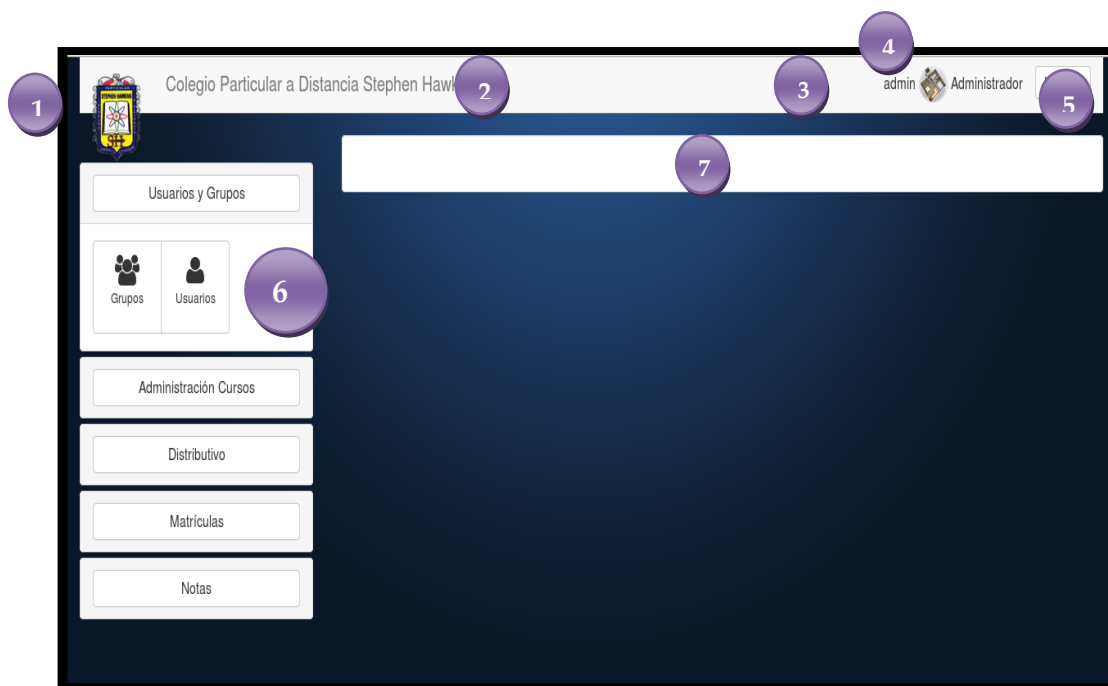 4
1
Colegio Particular a Distancia Stephen Hawk
2
3
admin
Administrador
5
7
Usuarios y Grupos
Grupos
Usuarios
6
Administración Cursos
Distributivo
Matrículas
Notas